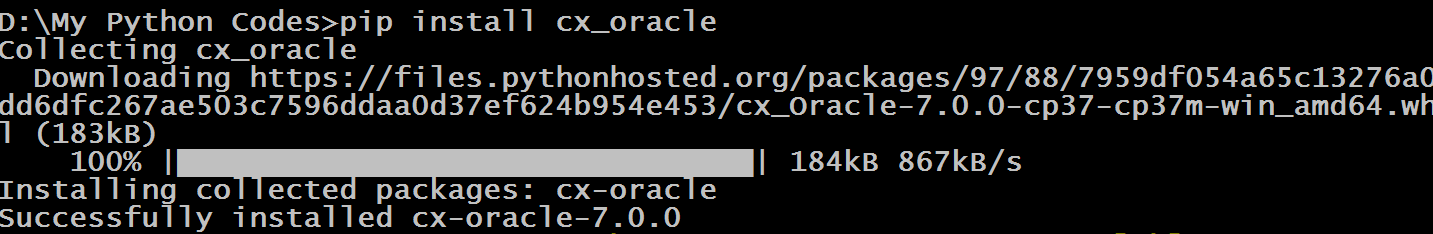 D:\My Python Codes>pip install cx_oracle
Collecting cx_oracle
  Downloading https://files.pythonhosted.org/packages/97/88/7959df054a65c13276a0
dd6dfc267ae503c7596ddaa0d37ef624b954e453/cx_Oracle-7.0.0-cp37-cp37m-win_amd64.wh
l (183kB)
    100% |████████████████████████████████| 184kB 867kB/s
Installing collected packages: cx-oracle
Successfully installed cx-oracle-7.0.0